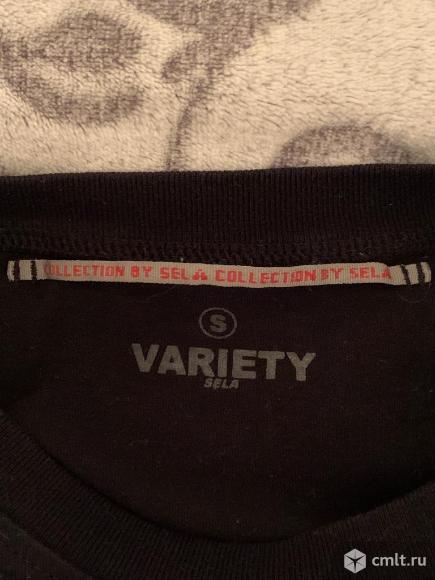 COLLECTION BY SELA COLLECTION BY SELA
S
VARIETY
SELA
cmlt.ru